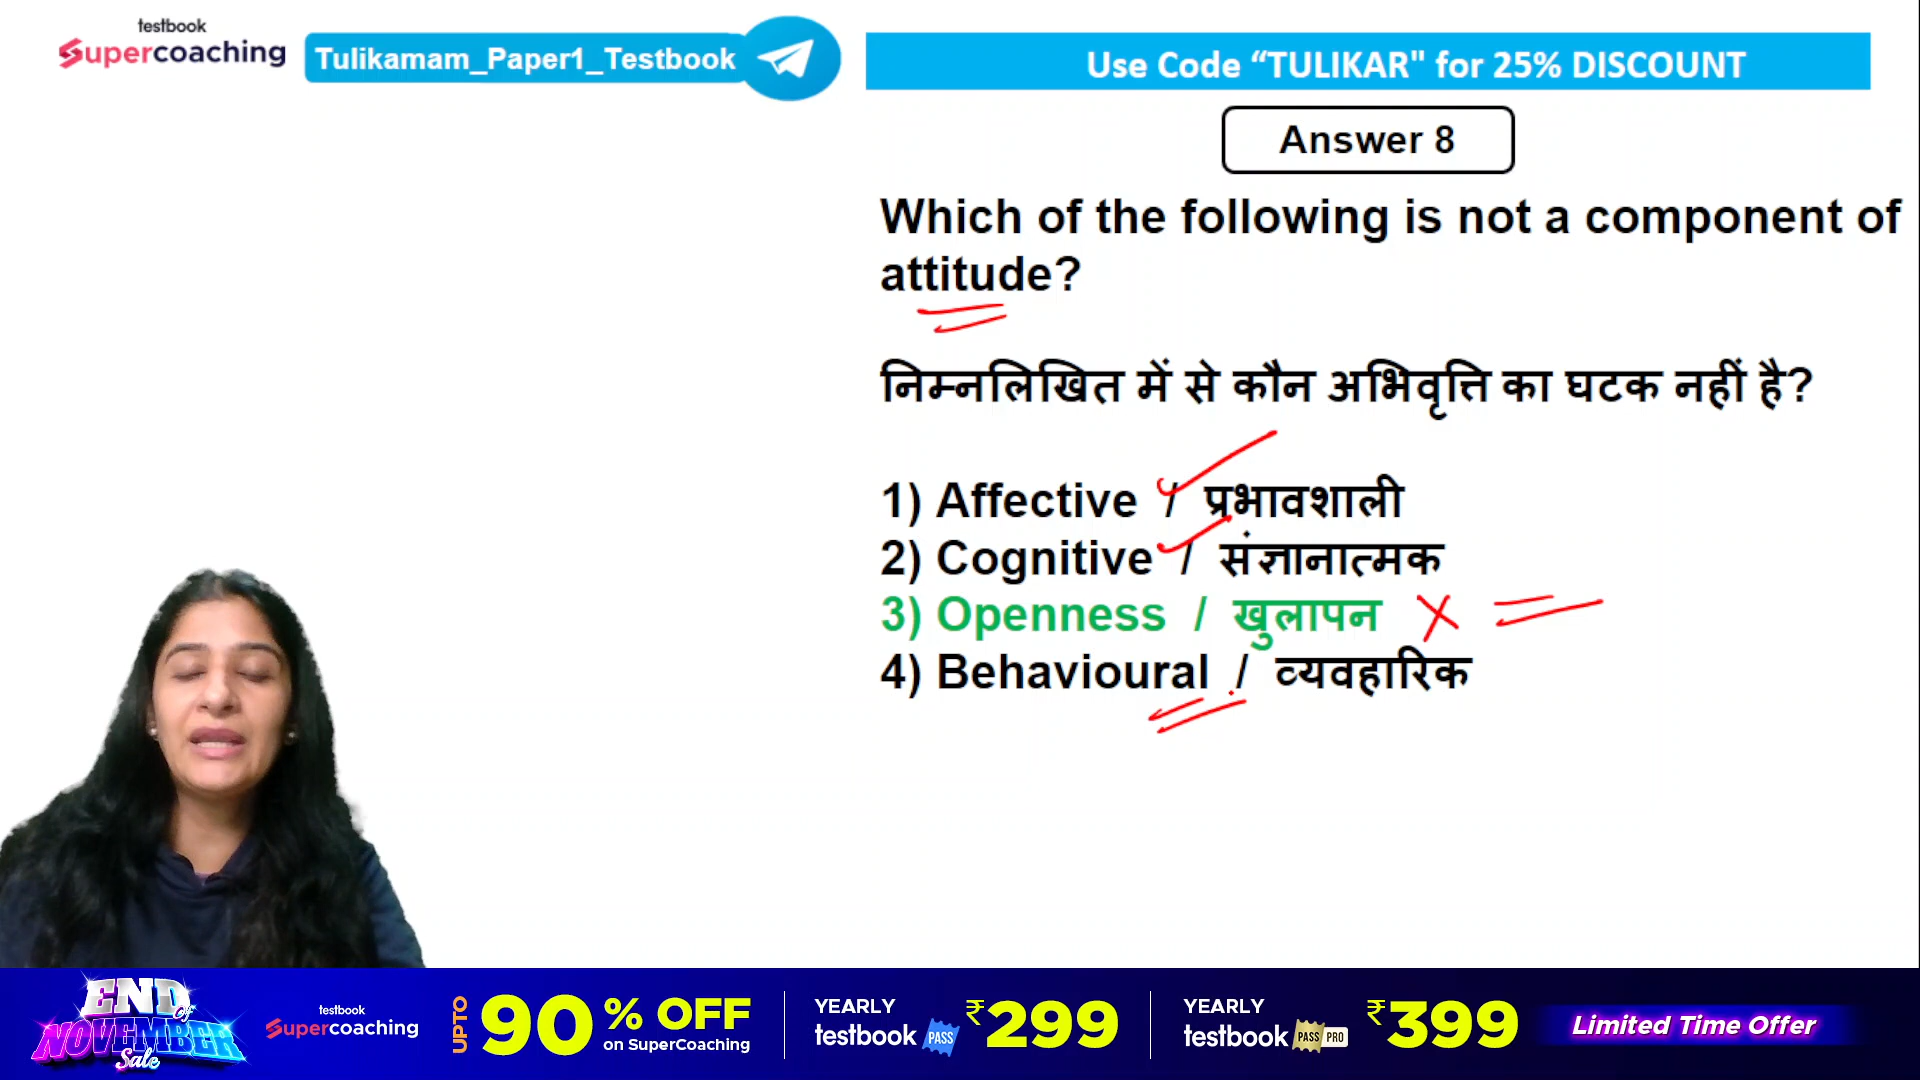 testbook
Supercoaching
Tulikamam_Paper1_Testbook
Use Code “TULIKAR" for 25% DISCOUNT
Answer 8
Which of the following is not a component of
attitude?
निम्नलिखित में से कौन अभिवृत्ति का घटक नहीं है?
1) Affective / प्रभावशाली
2) Cognitive / संज्ञानात्मक
3) Openness / खुलापन
4) Behavioural / व्यवहारिक
END of NOVEMBER Sale
testbook
Supercoaching
UPTO 90% OFF
on SuperCoaching
YEARLY
testbook PASS ₹299
YEARLY
testbook PASS PRO ₹399
Limited Time Offer